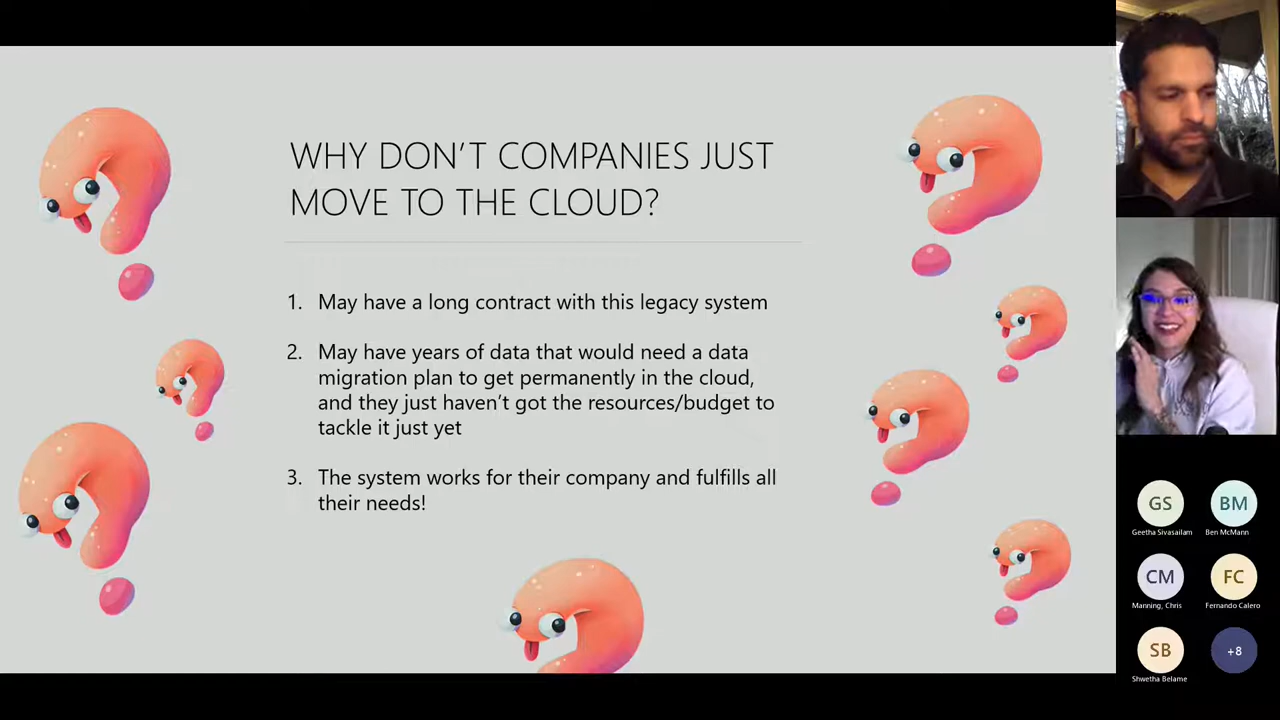 WHY DON'T COMPANIES JUST
MOVE TO THE CLOUD?
1. May have a long contract with this legacy system
2. May have years of data that would need a data
migration plan to get permanently in the cloud,
and they just haven't got the resources/budget to
tackle it just yet
3. The system works for their company and fulfills all
their needs!
GS
BM
Geetha Sivasailam
Ben McMann
CM
FC
Manning, Chris
Fernando Calero
SB
+8
Shwetha Belame